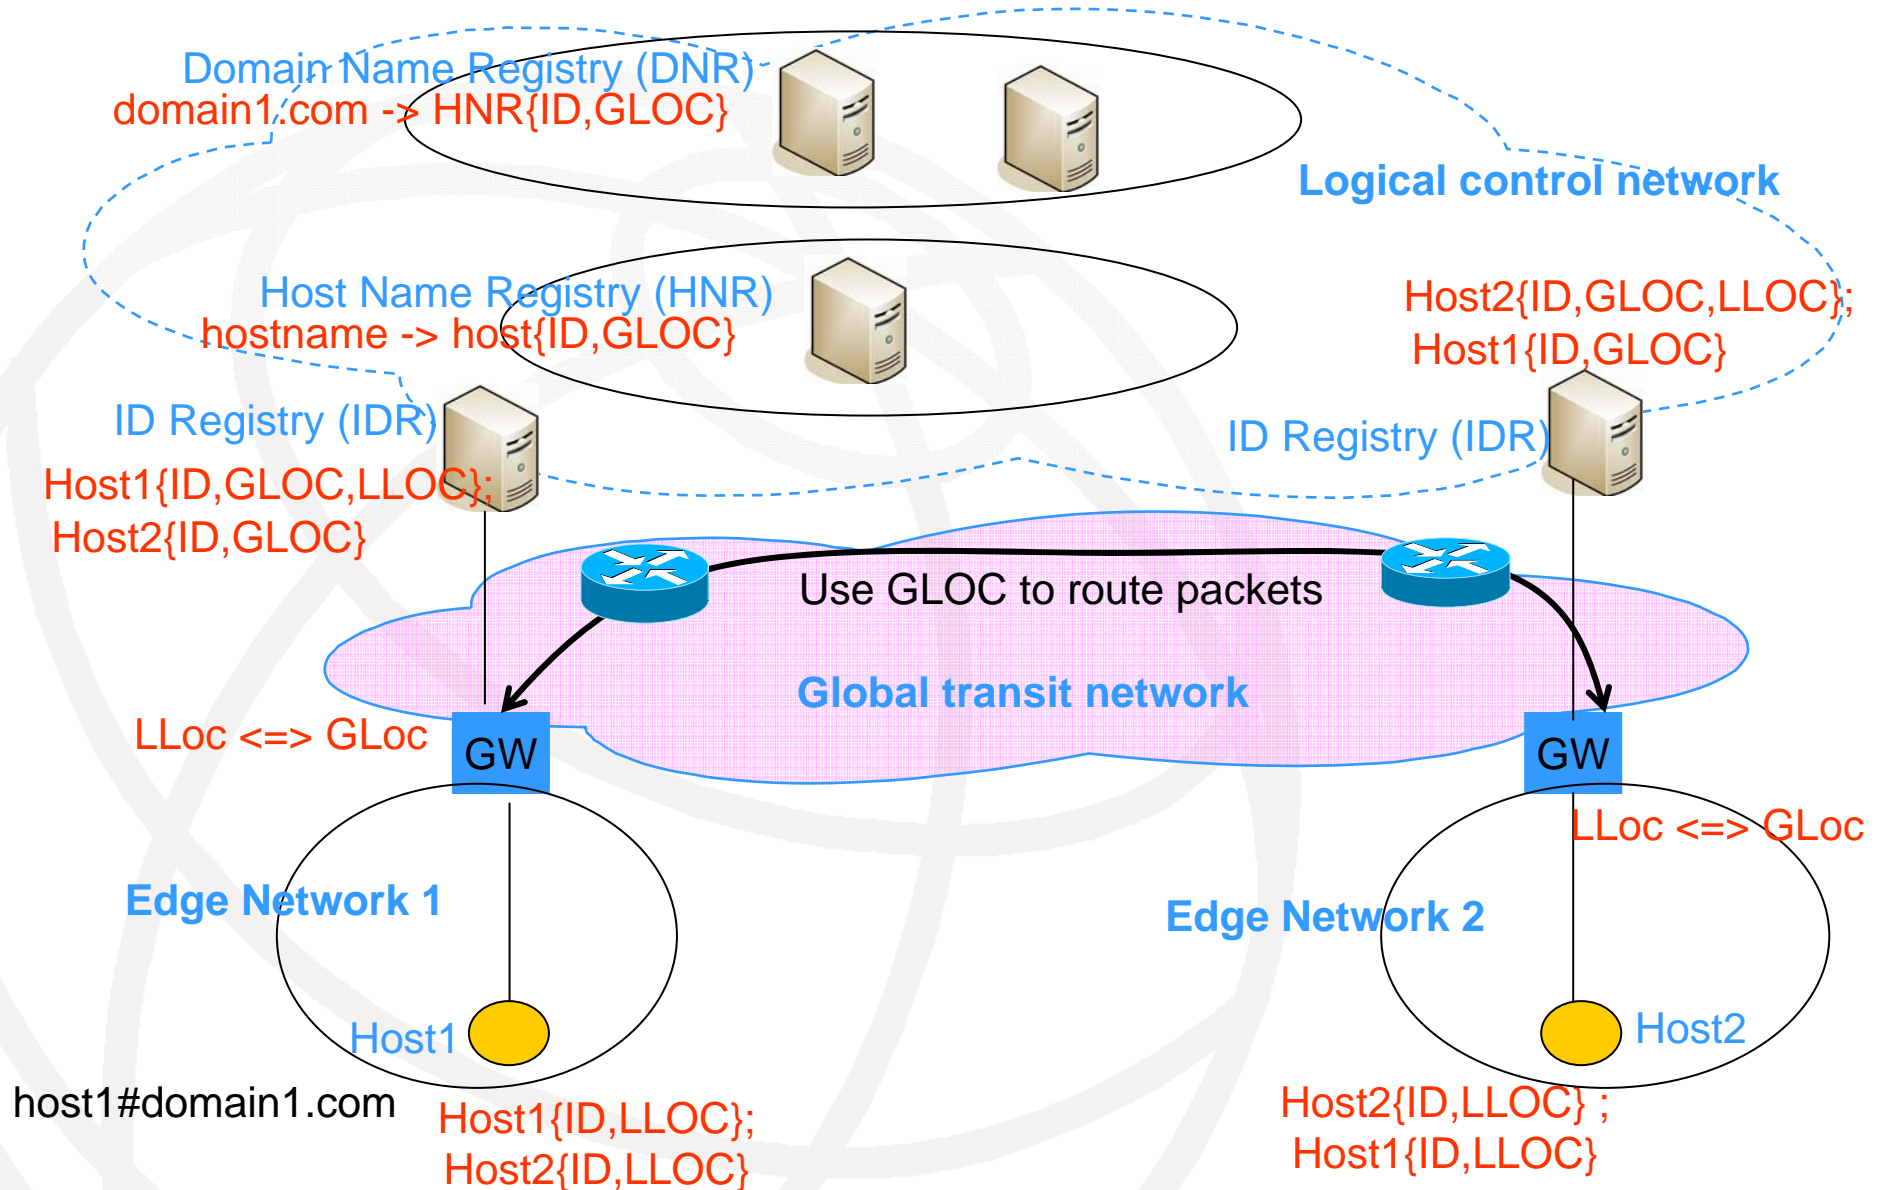 Domain Name Registry (DNR)
domain1.com -> HNR{ID,GLOC}
Logical control network
Host Name Registry (HNR)
hostname -> host{ID,GLOC}
Host2{ID,GLOC,LLOC};
Host1{ID,GLOC}
ID Registry (IDR)
Host1{ID,GLOC,LLOC};
Host2{ID,GLOC}
ID Registry (IDR)
Use GLOC to route packets
Global transit network
LLoc <=> GLoc
GW
GW
LLoc <=> GLoc
Edge Network 1
Edge Network 2
Host1
Host2
host1#domain1.com
Host1{ID,LLOC};
Host2{ID,LLOC}
Host2{ID,LLOC} ;
Host1{ID,LLOC}